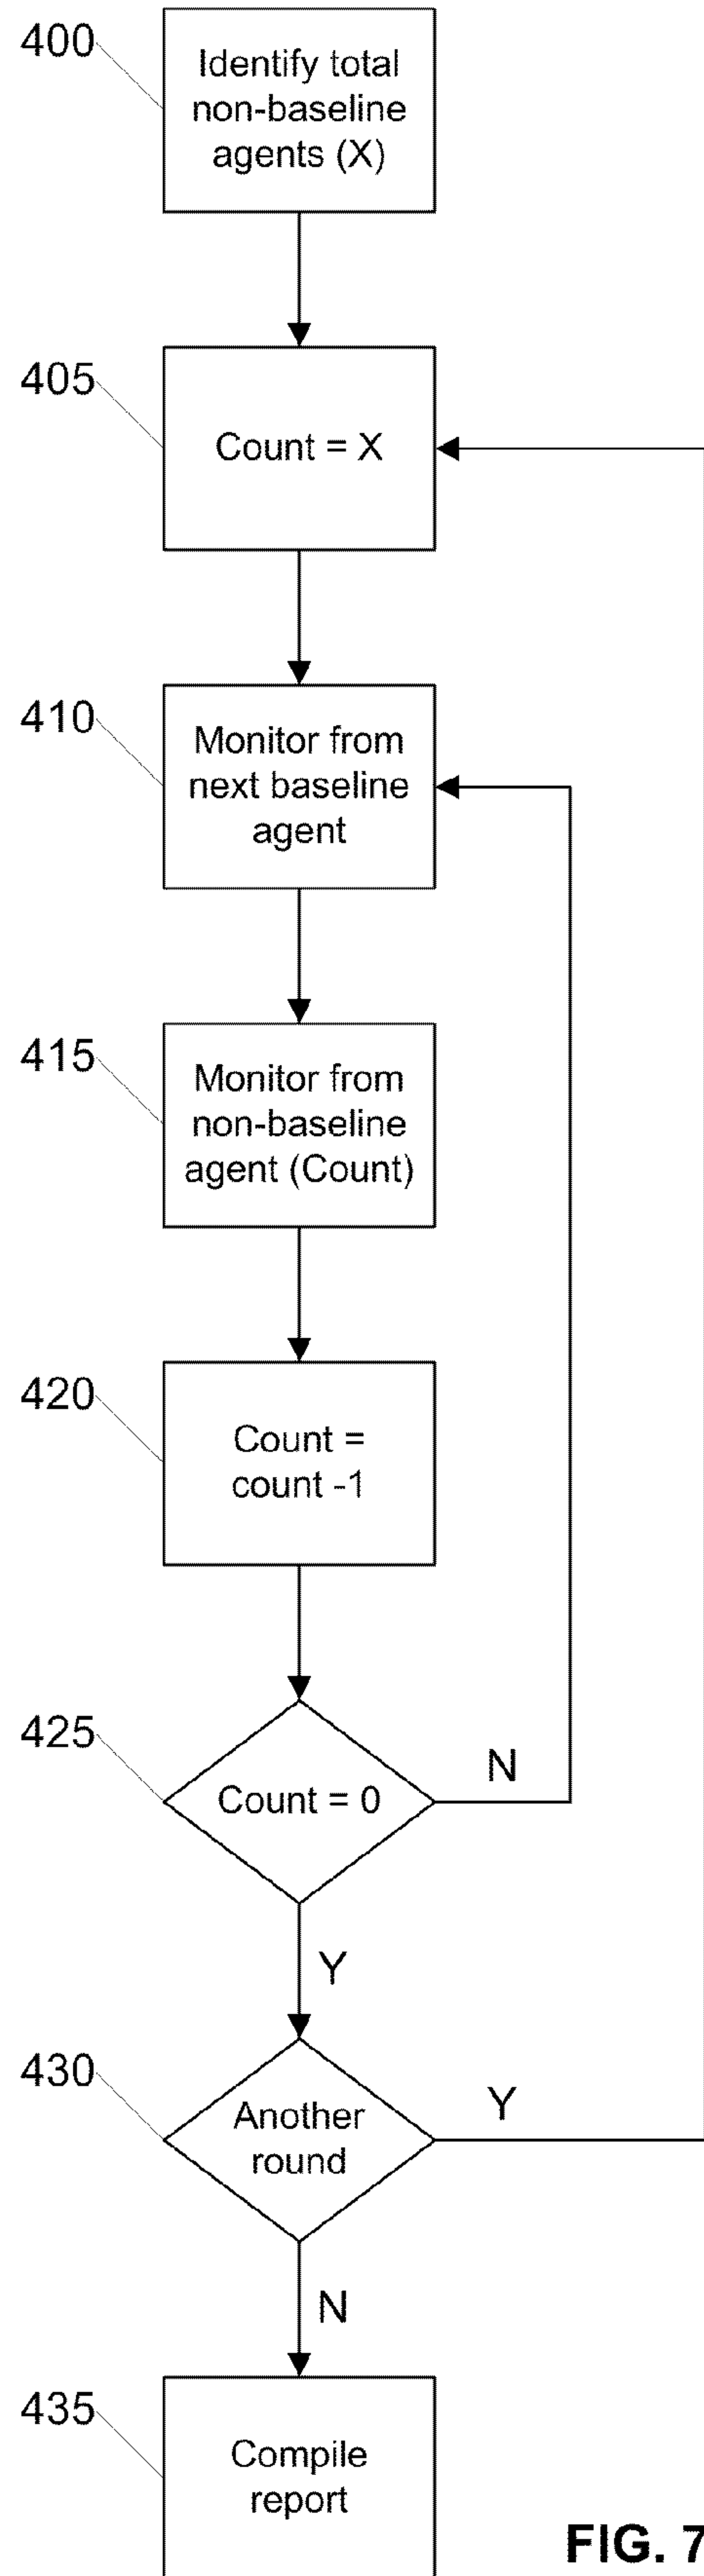 400
Identify total
non-baseline
agents (X)
405
Count = X
410
Monitor from
next baseline
agent
415
Monitor from
non-baseline
agent (Count)
420
Count =
count -1
425
Count = 0
N
Y
430
Another
round
Y
N
435
Compile
report
FIG. 7